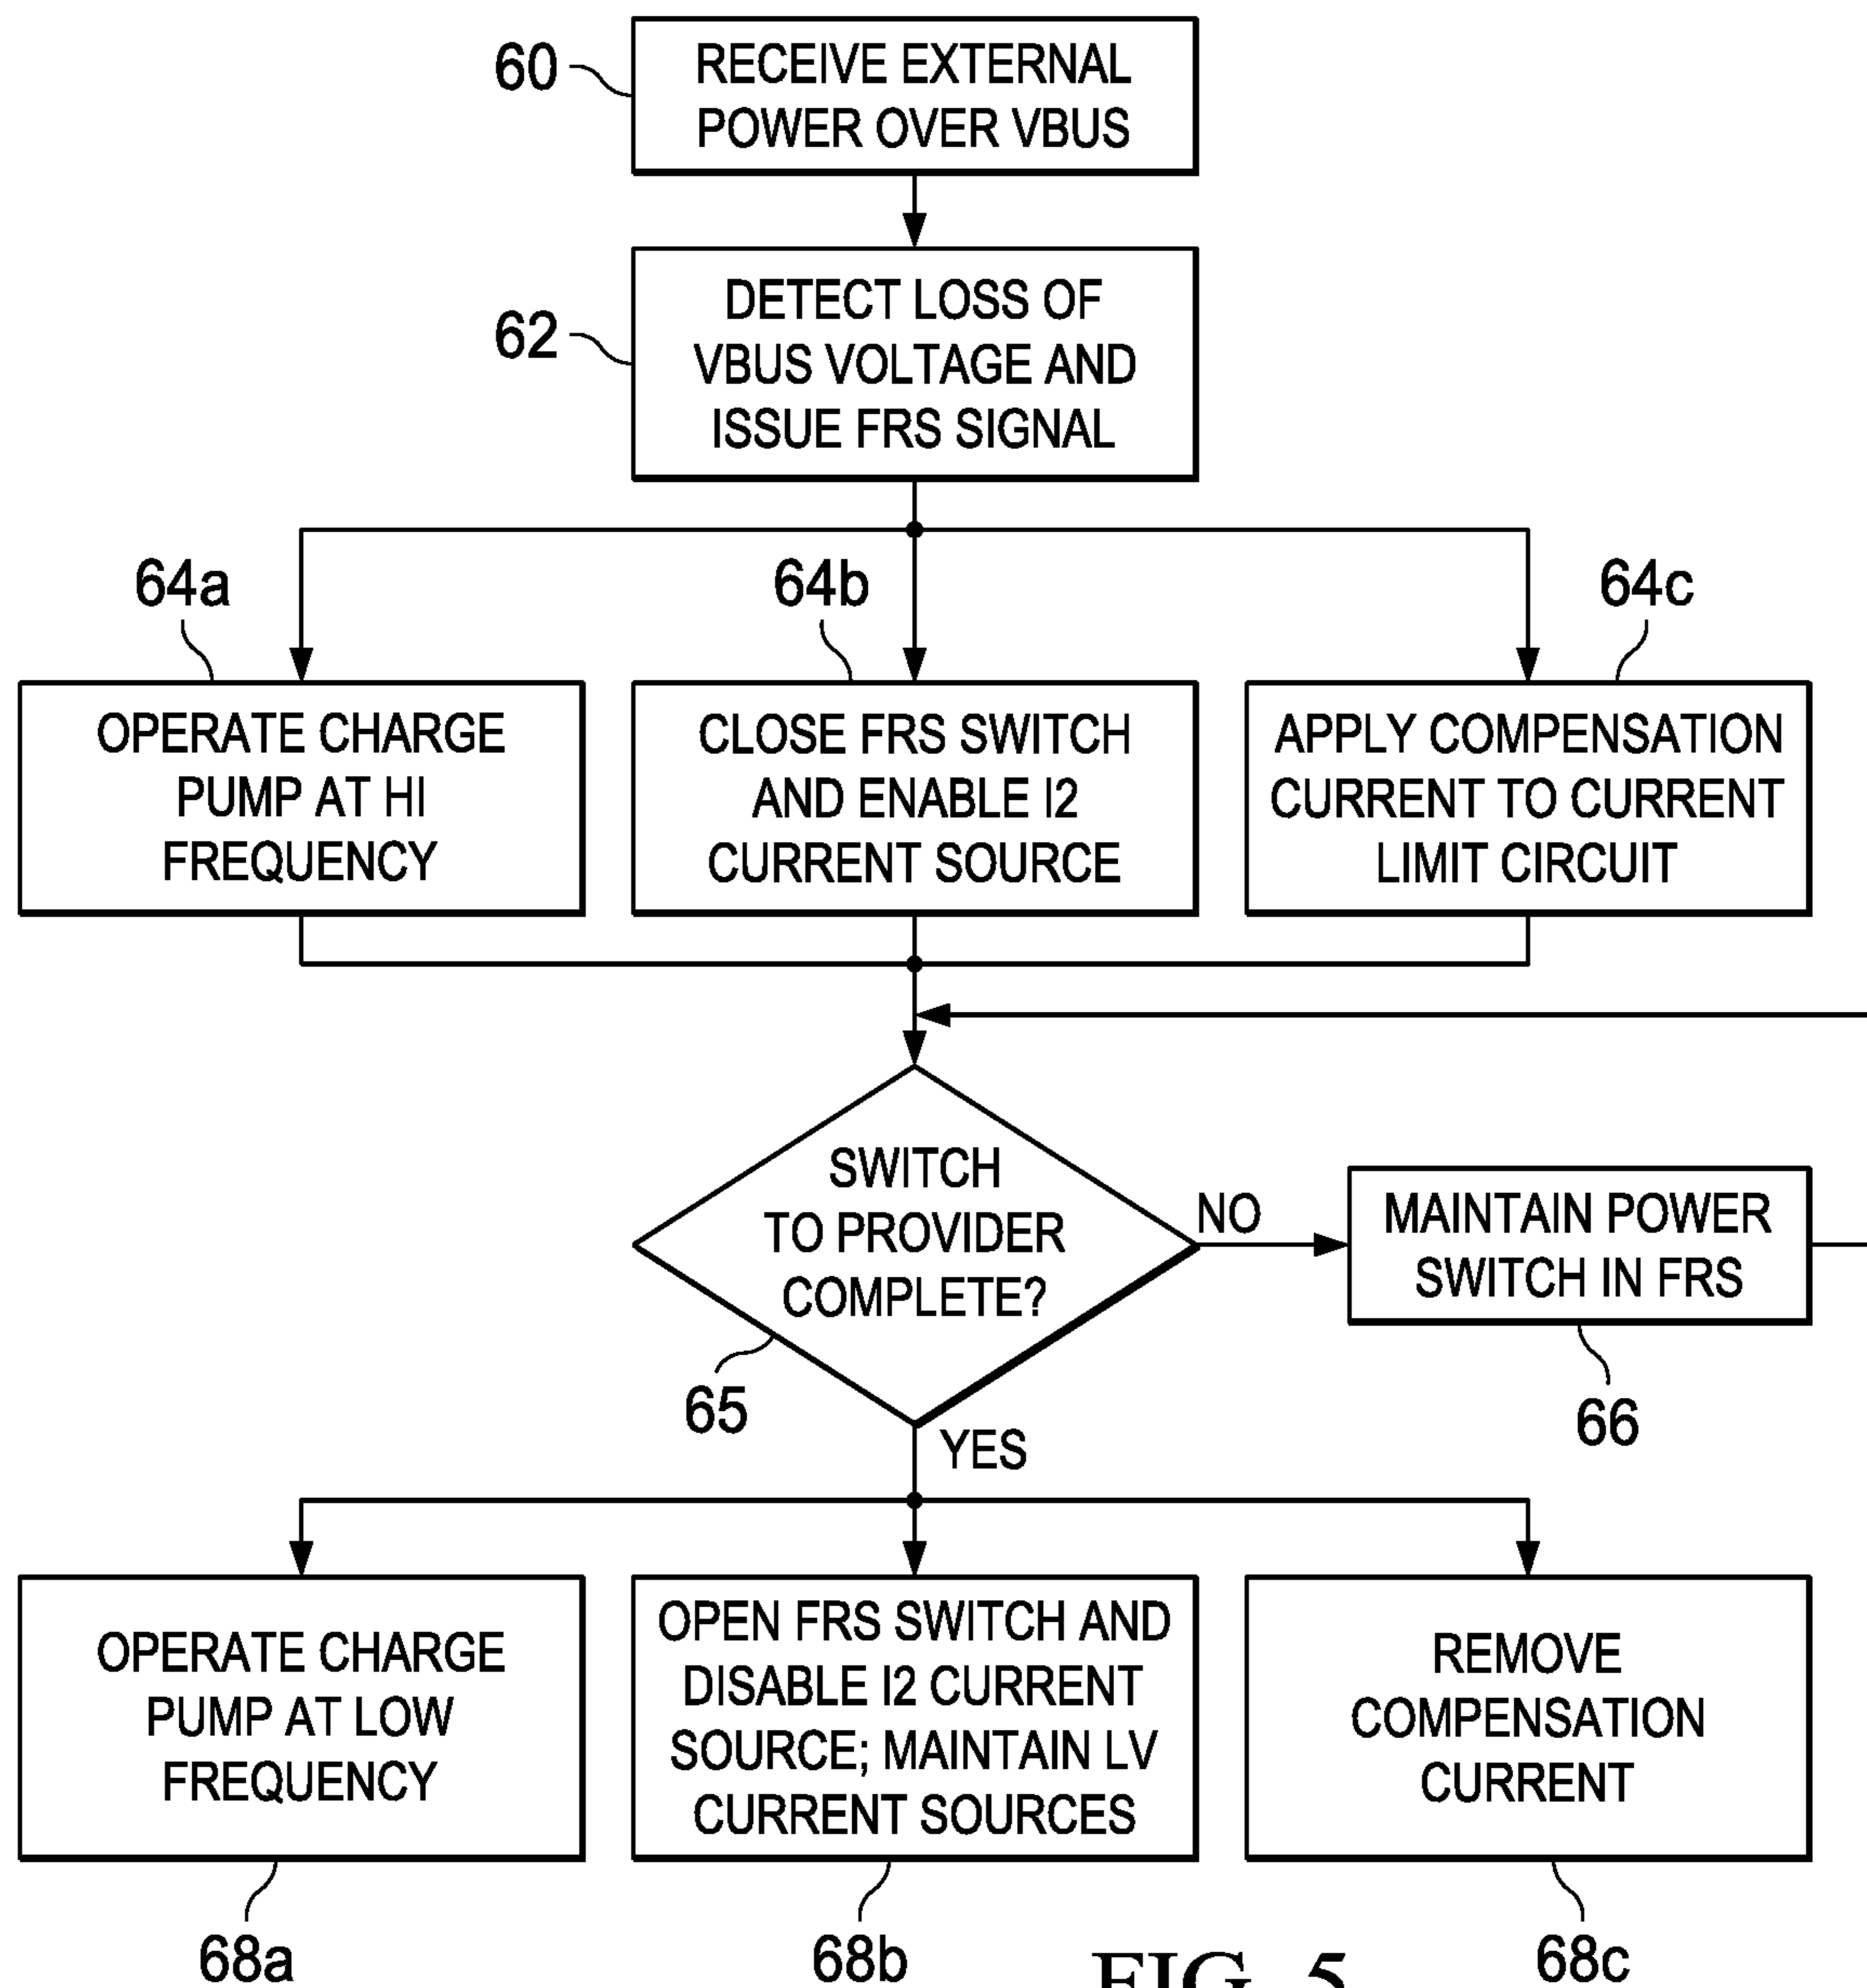 60
RECEIVE EXTERNAL
POWER OVER VBUS
62
DETECT LOSS OF
VBUS VOLTAGE AND
ISSUE FRS SIGNAL
64a
64b
64c
OPERATE CHARGE
PUMP AT HI
FREQUENCY
CLOSE FRS SWITCH
AND ENABLE I2
CURRENT SOURCE
APPLY COMPENSATION
CURRENT TO CURRENT
LIMIT CIRCUIT
SWITCH
TO PROVIDER
COMPLETE?
65
NO
MAINTAIN POWER
SWITCH IN FRS
66
YES
OPERATE CHARGE
PUMP AT LOW
FREQUENCY
OPEN FRS SWITCH AND
DISABLE I2 CURRENT
SOURCE; MAINTAIN LV
CURRENT SOURCES
REMOVE
COMPENSATION
CURRENT
68a
68b
68c
FIG. 5